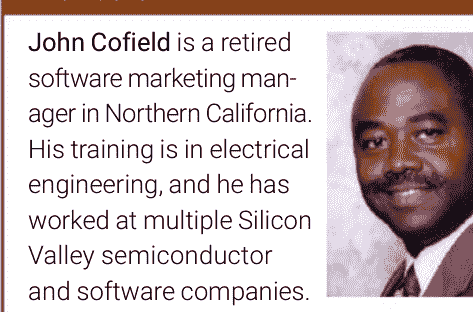 John Cofield is a retired
software marketing man-
ager in Northern California.
His training is in electrical
engineering, and he has
worked at multiple Silicon
Valley semiconductor
and software companies.